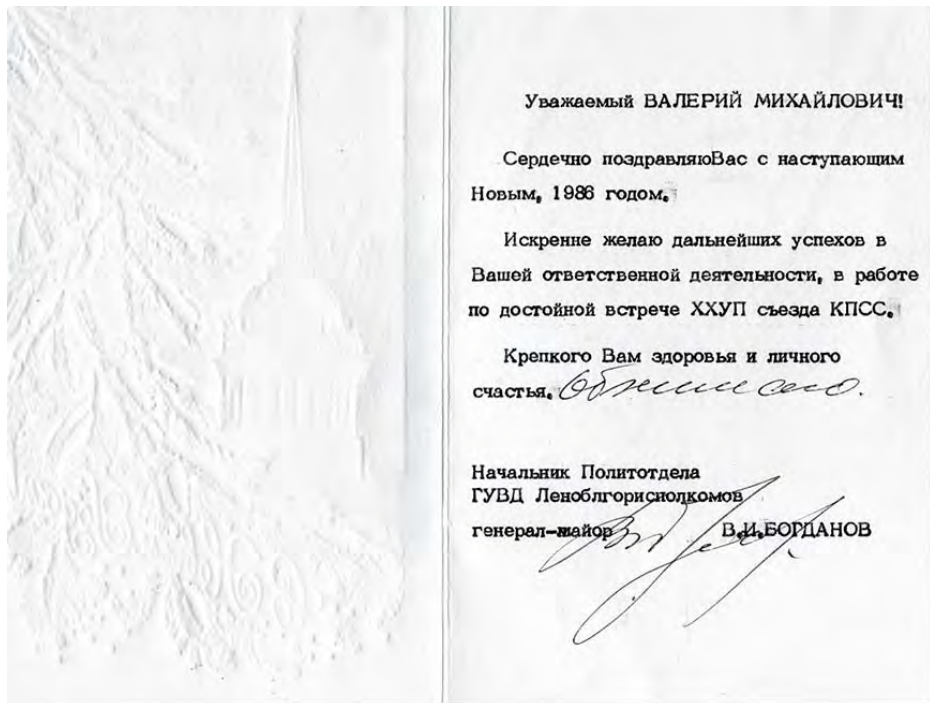 Уважаемый ВАЛЕРИЙ МИХАЙЛОВИЧ!
Сердечно поздравляюВас с наступающим
Новым, 1986 годом.
Искренне желаю дальнейших успехов в
Вашей ответственной деятельности, в работе
по достойной встрече ХХУП съезда КПСС.
Крепкого Вам здоровья и личного
счастья. Обнимаю.
Начальник Политотдела
ГУВД Леноблгорисполкомов
генерал-майор В.И.БОГДАНОВ